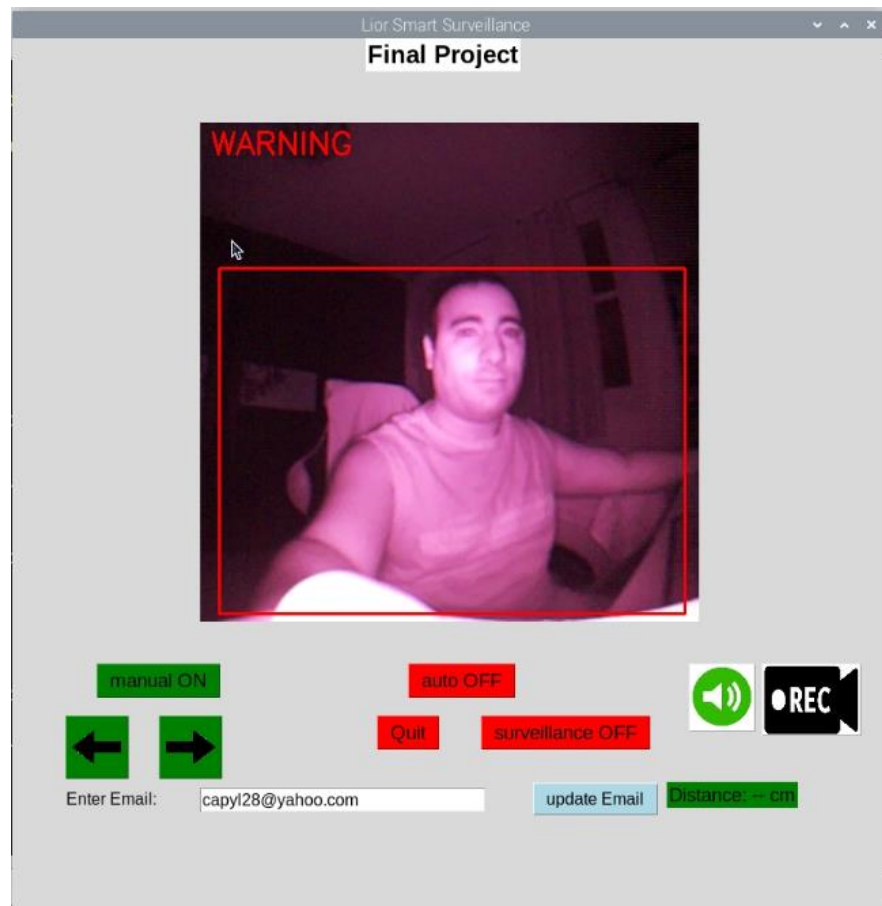 Lior Smart Surveillance
Final Project
WARNING
manual ON
auto OFF
REC
Quit
surveillance OFF
Enter Email:
capyl28@yahoo.com
update Email
Distance: -- cm